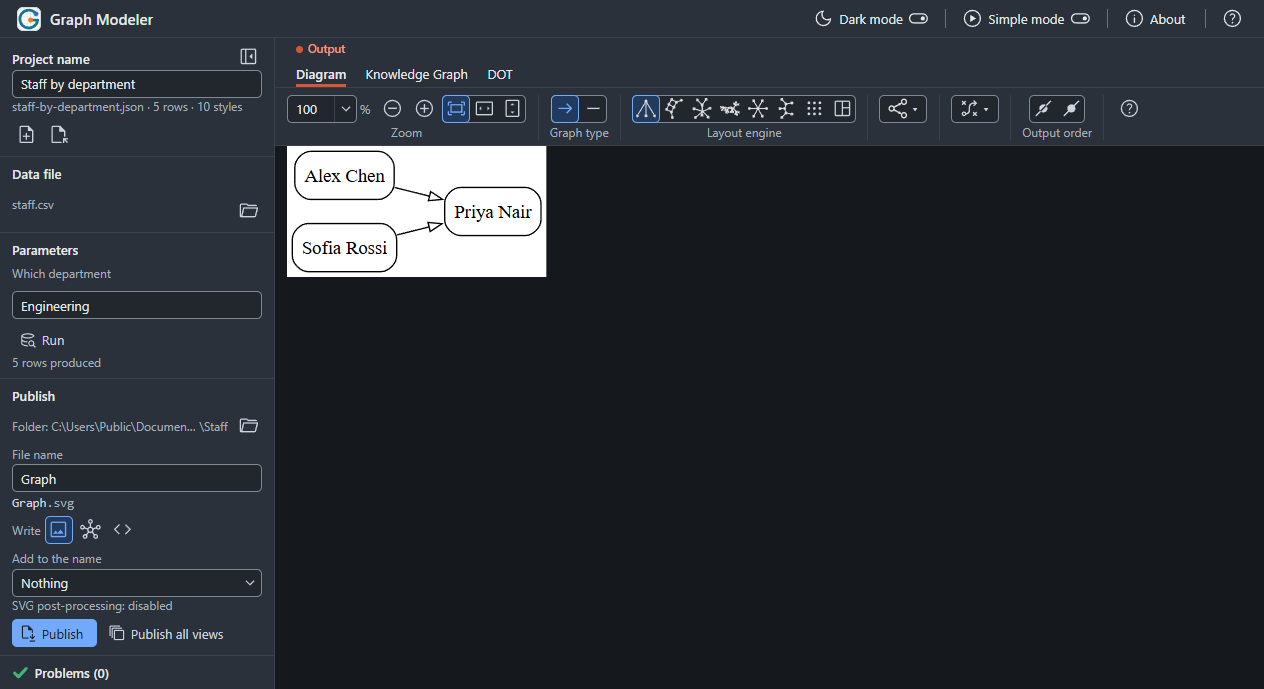 Graph Modeler
Dark mode
Simple mode
About
Project name
Staff by department
staff-by-department.json · 5 rows · 10 styles
Data file
staff.csv
Parameters
Which department
Engineering
Run
5 rows produced
Publish
Folder: C:\Users\Public\Documen... \Staff
File name
Graph
Graph.svg
Write
Add to the name
Nothing
SVG post-processing: disabled
Publish
Publish all views
Problems (0)
Output
Diagram
Knowledge Graph
DOT
100
%
Zoom
Graph type
Layout engine
Output order
Alex Chen
Priya Nair
Sofia Rossi